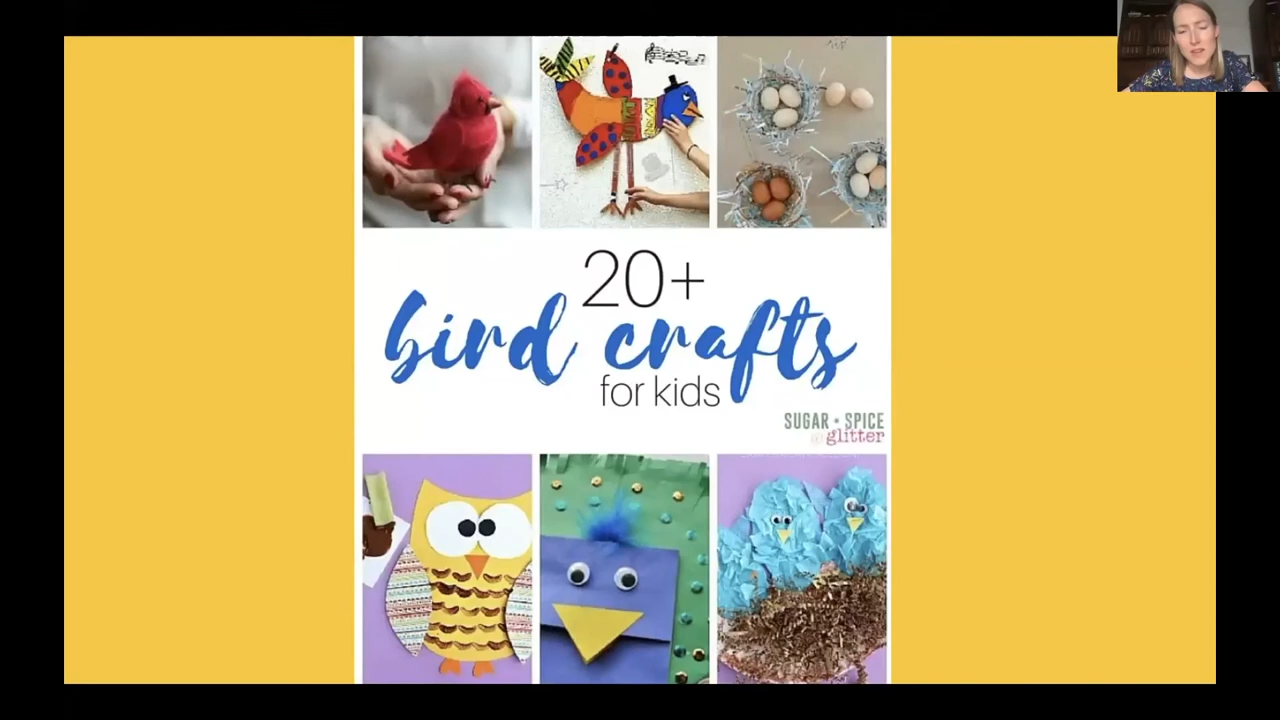 20+
bird crafts
for kids
SUGAR • SPICE
& glitter